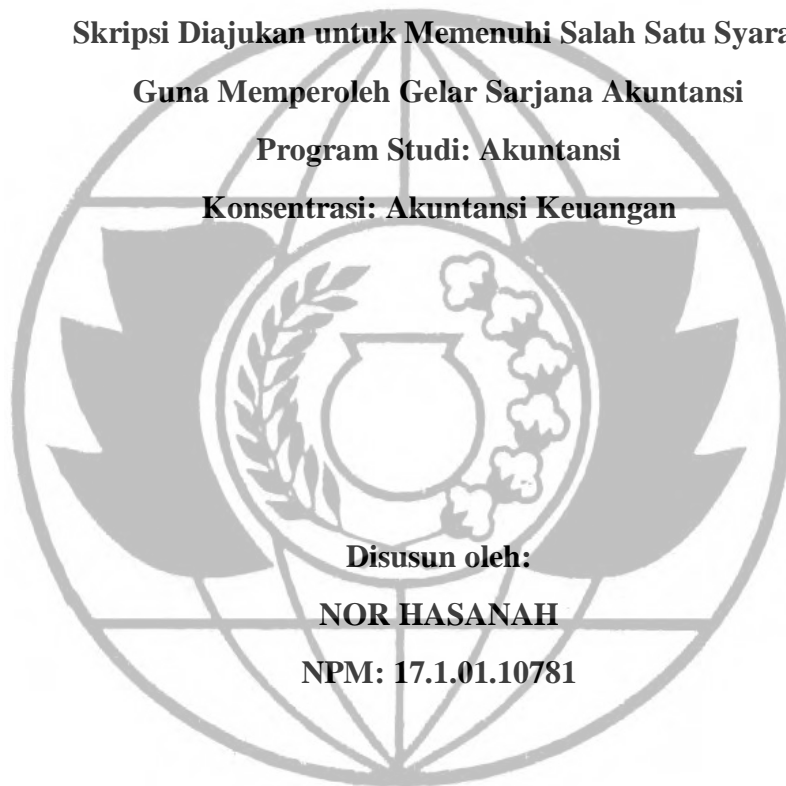 Skripsi Diajukan untuk Memenuhi Salah Satu Syara
Guna Memperoleh Gelar Sarjana Akuntansi
Program Studi: Akuntansi
Konsentrasi: Akuntansi Keuangan
Disusun oleh:
NOR HASANAH
NPM: 17.1.01.10781